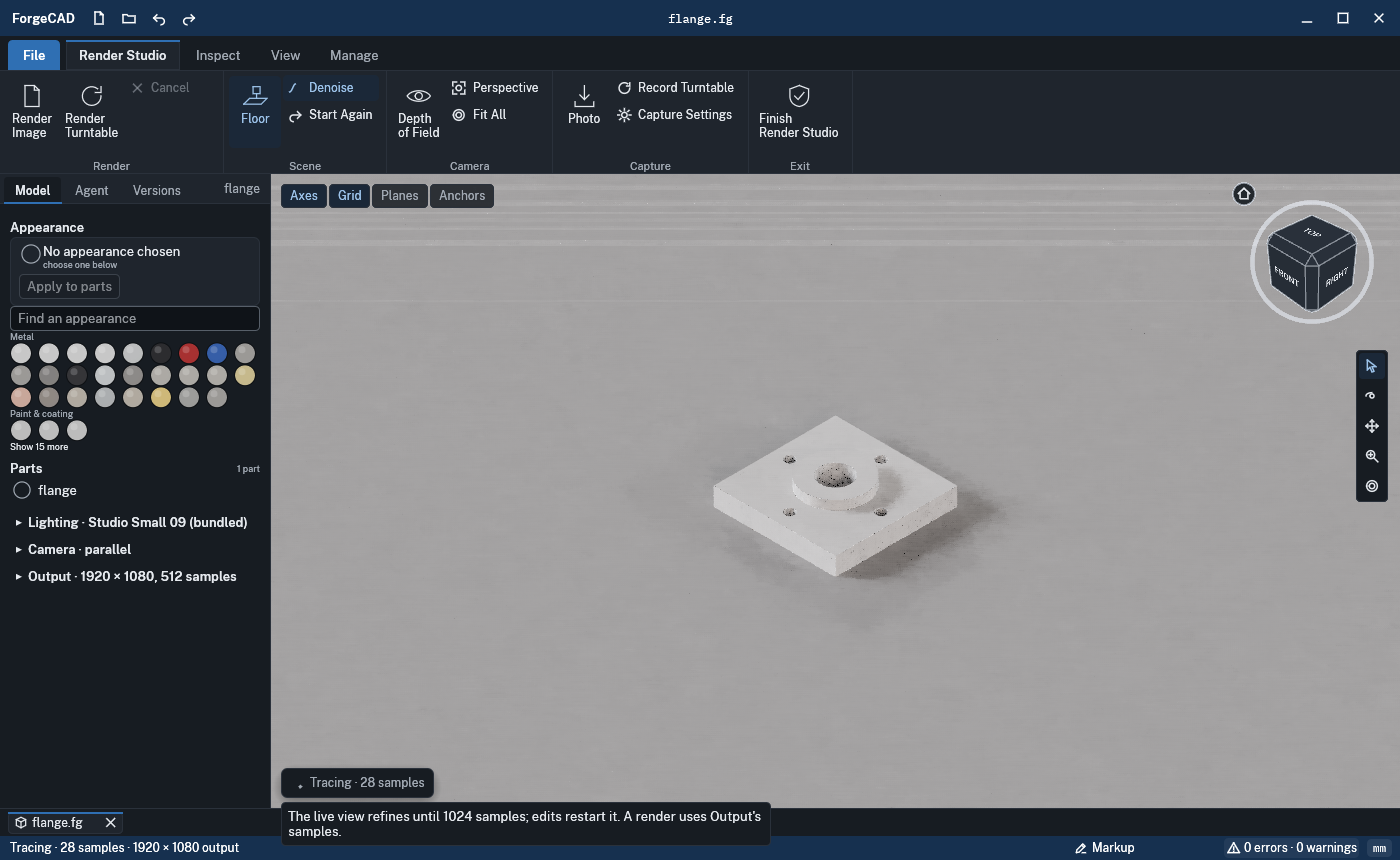 ForgeCAD
flange.fg
File
Render Studio
Inspect
View
Manage
Render
Image
Render
Turntable
Cancel
Render
Floor
Denoise
Start Again
Scene
Depth
of Field
Perspective
Fit All
Camera
Photo
Record Turntable
Capture Settings
Capture
Finish
Render Studio
Exit
Model
Agent
Versions
flange
Axes
Grid
Planes
Anchors
TOP
FRONT
RIGHT
Appearance
No appearance chosen
choose one below
Apply to parts
Find an appearance
Metal
Paint & coating
Show 15 more
Parts
1 part
flange
Lighting · Studio Small 09 (bundled)
Camera · parallel
Output · 1920 × 1080, 512 samples
Tracing · 28 samples
The live view refines until 1024 samples; edits restart it. A render uses Output's
samples.
flange.fg
Tracing · 28 samples · 1920 × 1080 output
Markup
0 errors · 0 warnings
mm